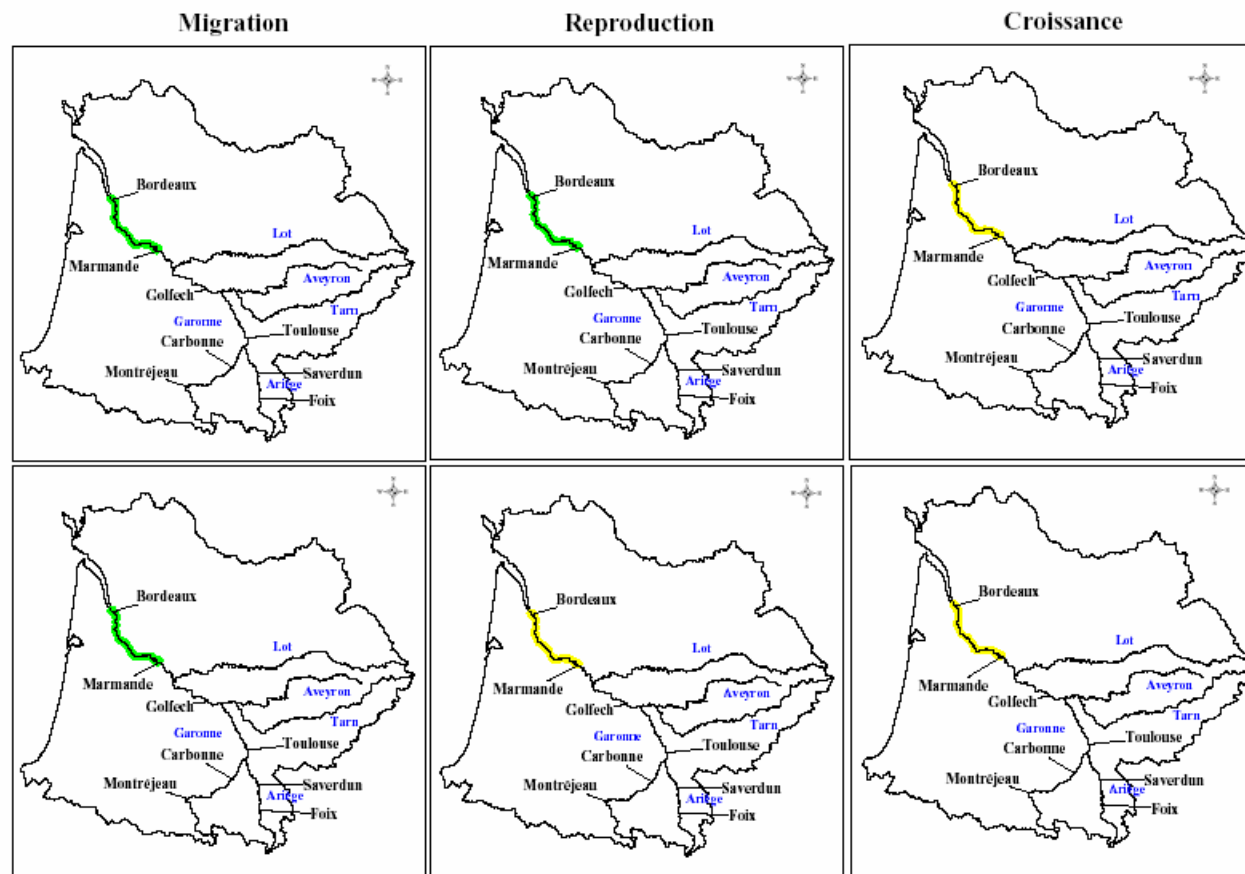 Migration
Reproduction
Croissance
Bordeaux
Lot
Marmande
Aveyron
Golfech
Tarn
Garonne
Toulouse
Carbonne
Montréjeau
Saverdun
Ariège
Foix
Bordeaux
Lot
Marmande
Aveyron
Golfech
Tarn
Garonne
Toulouse
Carbonne
Montréjeau
Saverdun
Ariège
Foix
Bordeaux
Lot
Marmande
Aveyron
Golfech
Tarn
Garonne
Toulouse
Carbonne
Montréjeau
Saverdun
Ariège
Foix
Bordeaux
Lot
Marmande
Aveyron
Golfech
Tarn
Garonne
Toulouse
Carbonne
Montréjeau
Saverdun
Ariège
Foix
Bordeaux
Lot
Marmande
Aveyron
Golfech
Tarn
Garonne
Toulouse
Carbonne
Montréjeau
Saverdun
Ariège
Foix
Bordeaux
Lot
Marmande
Aveyron
Golfech
Tarn
Garonne
Toulouse
Carbonne
Montréjeau
Saverdun
Ariège
Foix